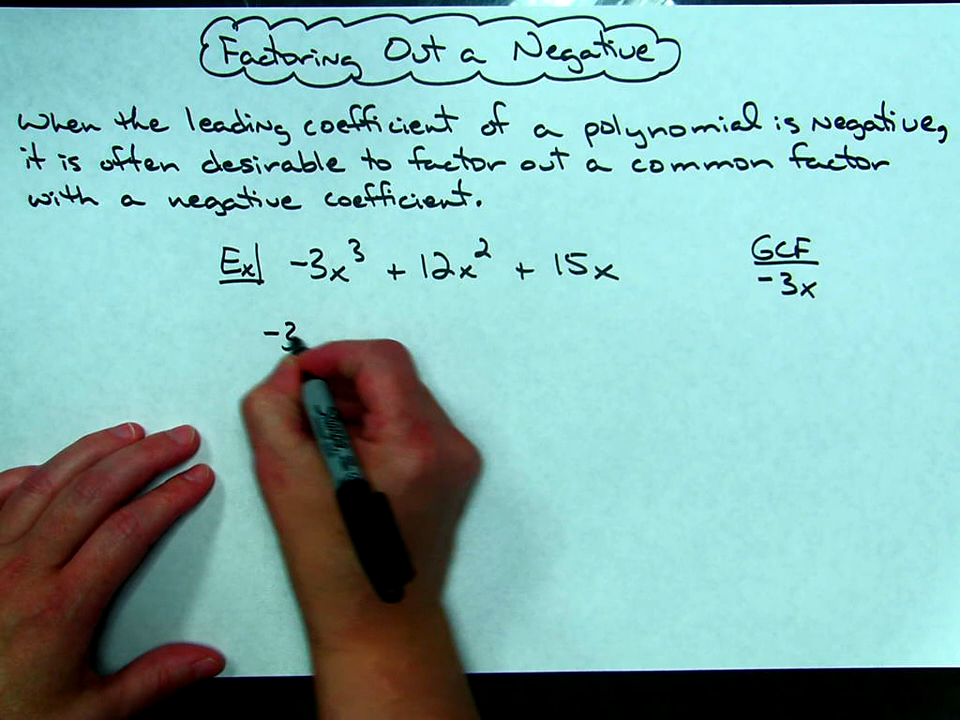 Factoring Out a Negative
When the leading coefficient of a polynomial is negative,
it is often desirable to factor out a common factor
with a negative coefficient.
Ex| -3x³ + 12x² + 15x
GCF
-3x
-3